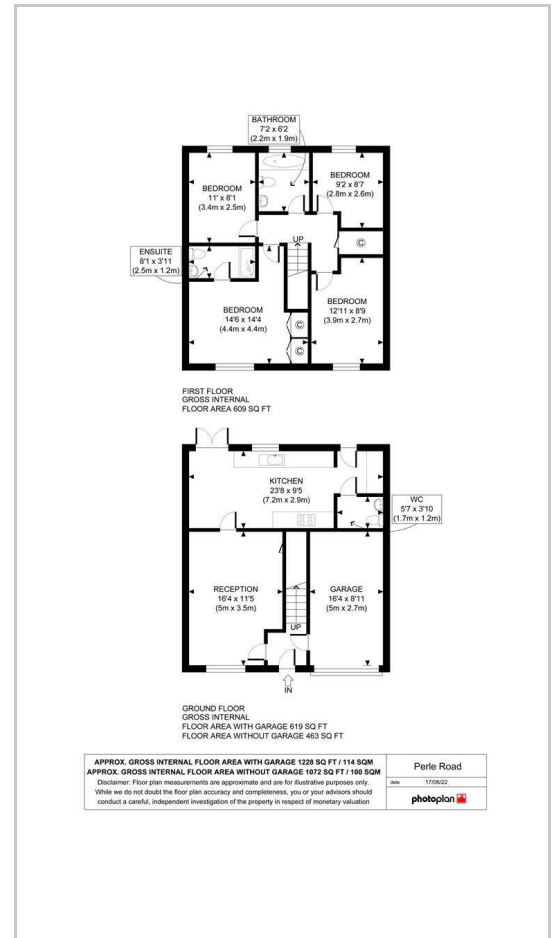 BATHROOM
7'2 x 6'2
(2.2m x 1.9m)
BEDROOM
11' x 8'1
(3.4m x 2.5m)
BEDROOM
9'2 x 8'7
(2.8m x 2.6m)
UP
C
ENSUITE
8'1 x 3'11
(2.5m x 1.2m)
BEDROOM
14'6 x 14'4
(4.4m x 4.4m)
BEDROOM
12'11 x 8'9
(3.9m x 2.7m)
C
C
FIRST FLOOR
GROSS INTERNAL
FLOOR AREA 609 SQ FT
KITCHEN
23'8 x 9'5
(7.2m x 2.9m)
WC
5'7 x 3'10
(1.7m x 1.2m)
RECEPTION
16'4 x 11'5
(5m x 3.5m)
GARAGE
16'4 x 8'11
(5m x 2.7m)
UP
IN
GROUND FLOOR
GROSS INTERNAL
FLOOR AREA WITH GARAGE 619 SQ FT
FLOOR AREA WITHOUT GARAGE 463 SQ FT
APPROX. GROSS INTERNAL FLOOR AREA WITH GARAGE 1228 SQ FT / 114 SQM
APPROX. GROSS INTERNAL FLOOR AREA WITHOUT GARAGE 1072 SQ FT / 100 SQM
Disclaimer: Floor plan measurements are approximate and are for illustrative purposes only.
While we do not doubt the floor plan accuracy and completeness, you or your advisors should
conduct a careful, independent investigation of the property in respect of monetary valuation
Perle Road
date 17/08/22
photoplan